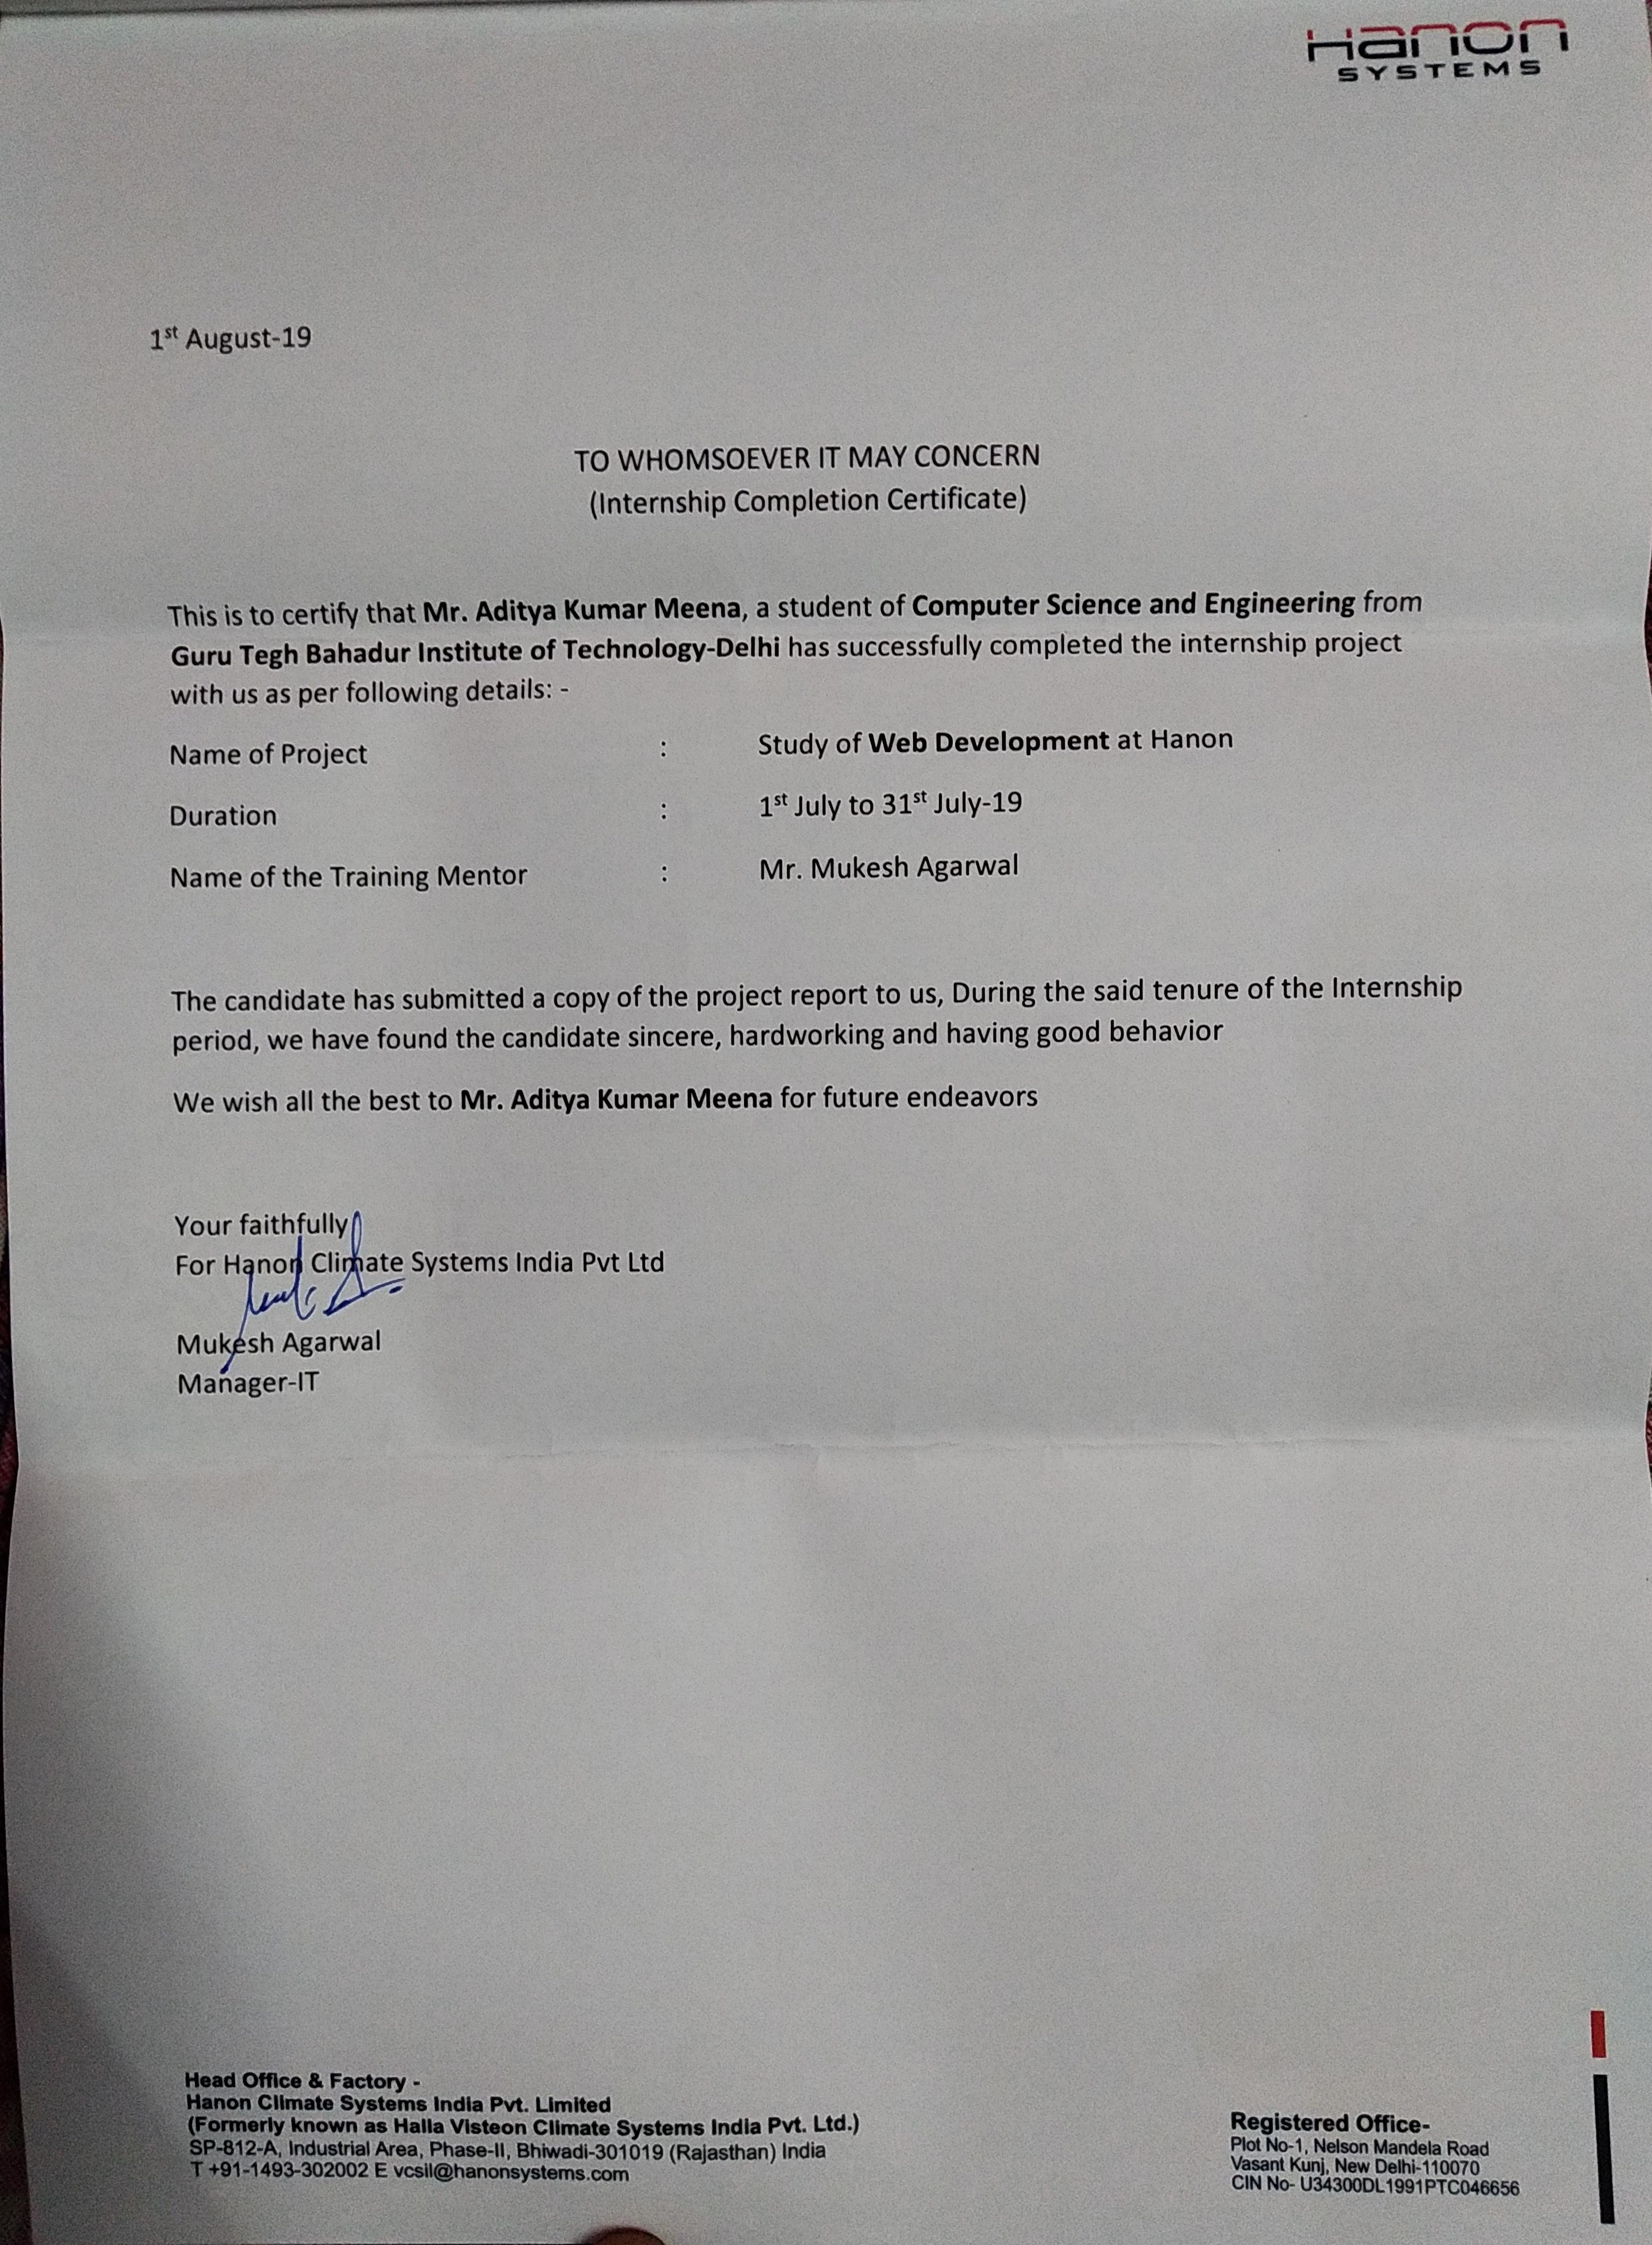 Hanon
SYSTEMS
1st August-19
TO WHOMSOEVER IT MAY CONCERN
(Internship Completion Certificate)
This is to certify that Mr. Aditya Kumar Meena, a student of Computer Science and Engineering from
Guru Tegh Bahadur Institute of Technology-Delhi has successfully completed the internship project
with us as per following details: -
Name of Project : Study of Web Development at Hanon
Duration : 1st July to 31st July-19
Name of the Training Mentor : Mr. Mukesh Agarwal
The candidate has submitted a copy of the project report to us, During the said tenure of the Internship
period, we have found the candidate sincere, hardworking and having good behavior
We wish all the best to Mr. Aditya Kumar Meena for future endeavors
Your faithfully
For Hanon Climate Systems India Pvt Ltd
Mukesh Agarwal
Manager-IT
Head Office & Factory -
Hanon Climate Systems India Pvt. Limited
(Formerly known as Halla Visteon Climate Systems India Pvt. Ltd.)
SP-812-A, Industrial Area, Phase-II, Bhiwadi-301019 (Rajasthan) India
T +91-1493-302002 E vcsil@hanonsystems.com
Registered Office-
Plot No-1, Nelson Mandela Road
Vasant Kunj, New Delhi-110070
CIN No- U34300DL1991PTC046656